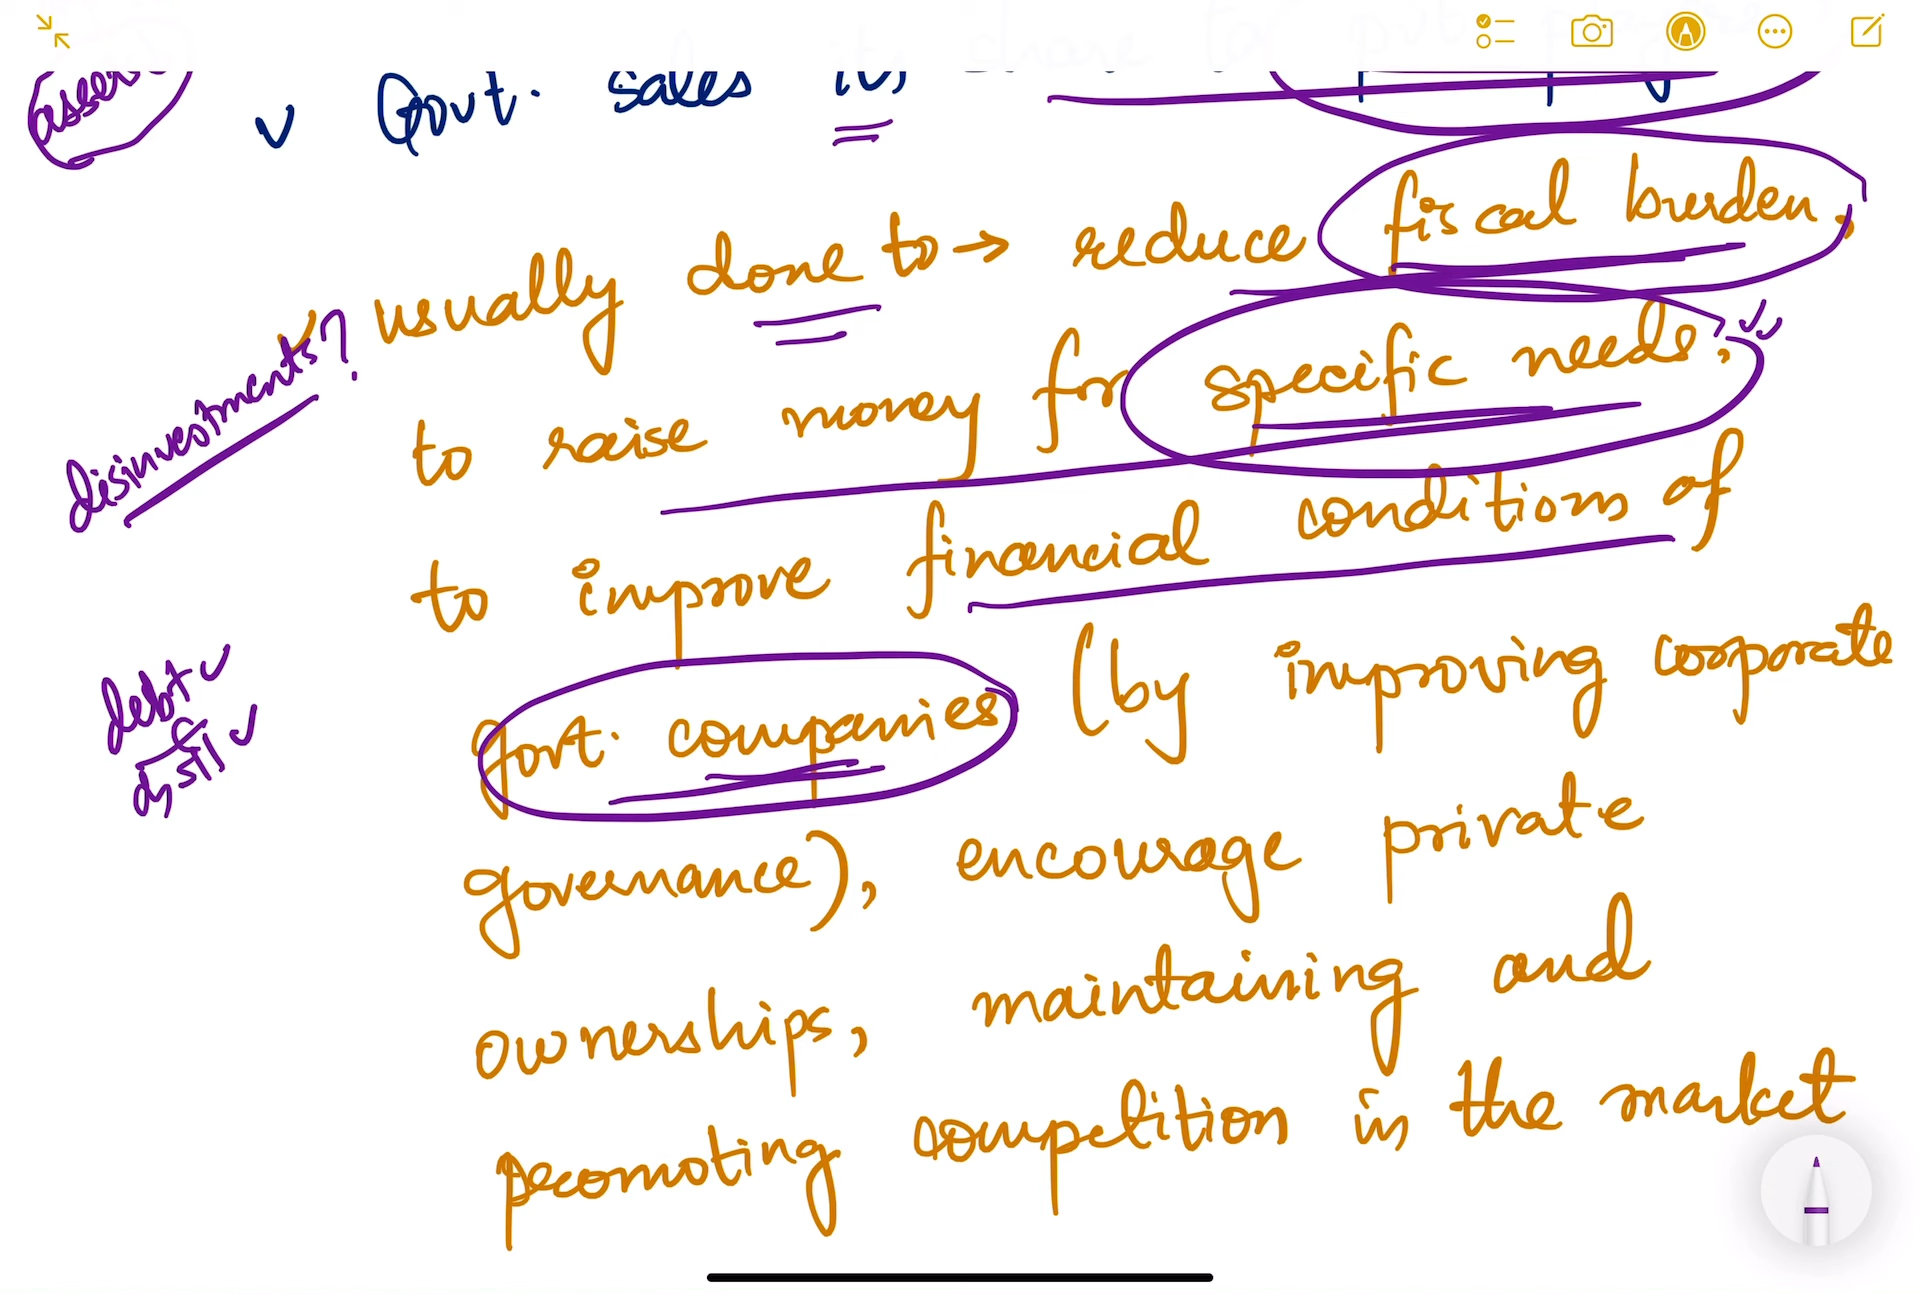 Govt. sales its
usually done to → reduce fiscal burden,
disinvestments?
to raise money for specific needs,
to improve financial conditions of
debt
govt. companies (by improving corporate
governance), encourage private
ownerships, maintaining and
promoting competition in the market